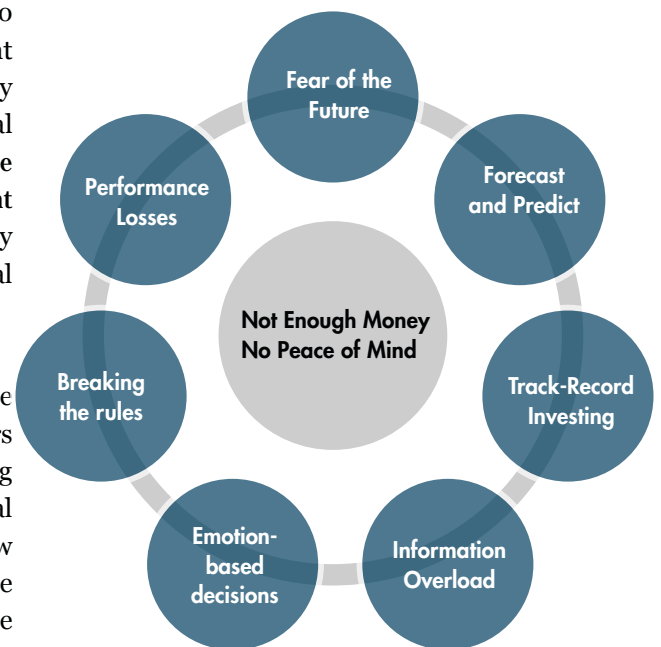 Fear of the
Future
Forecast
and Predict
Track-Record
Investing
Information
Overload
Emotion-
based
decisions
Breaking
the rules
Performance
Losses
Not Enough Money
No Peace of Mind